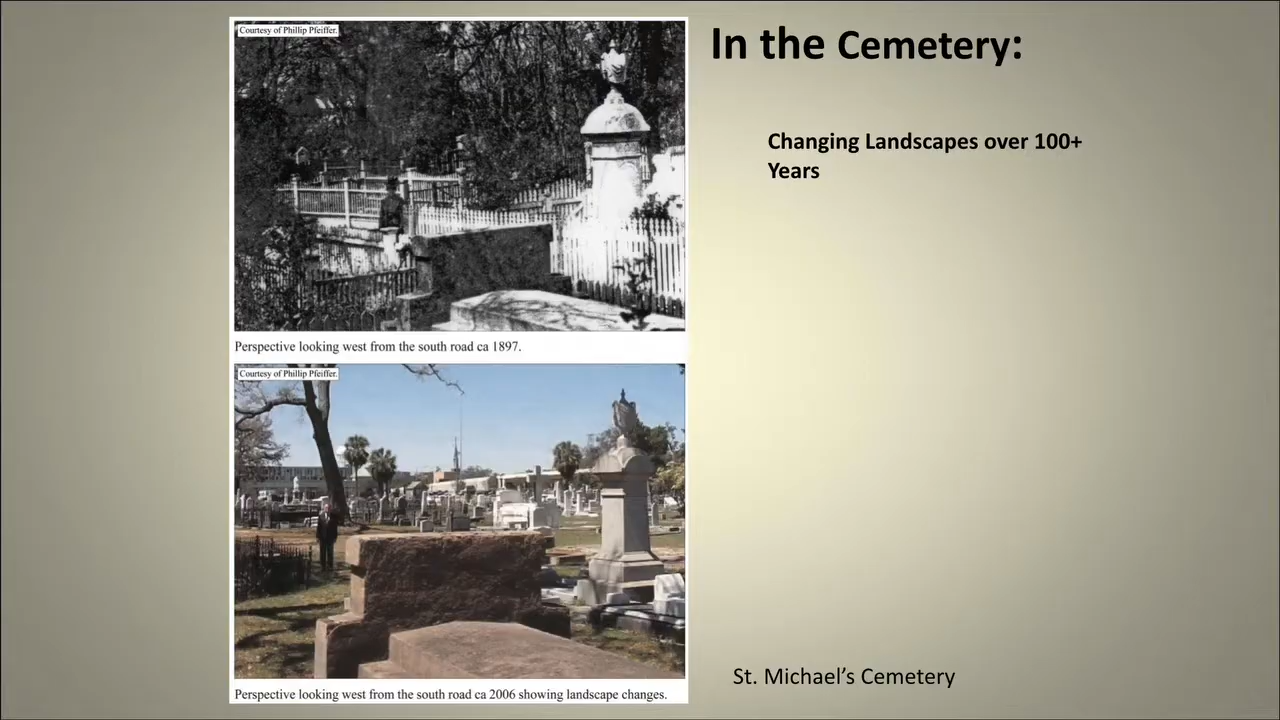 Courtesy of Phillip Pfeiffer.
Perspective looking west from the south road ca 1897.
Courtesy of Phillip Pfeiffer.
Perspective looking west from the south road ca 2006 showing landscape changes.
In the Cemetery:
Changing Landscapes over 100+
Years
St. Michael’s Cemetery